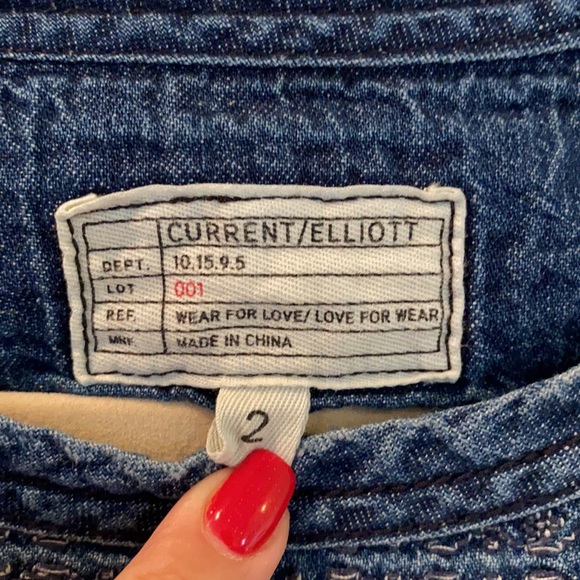 CURRENT/ELLIOTT
DEPT. 10.15.9.5
LOT 001
REF. WEAR FOR LOVE/ LOVE FOR WEAR
MNF. MADE IN CHINA
2